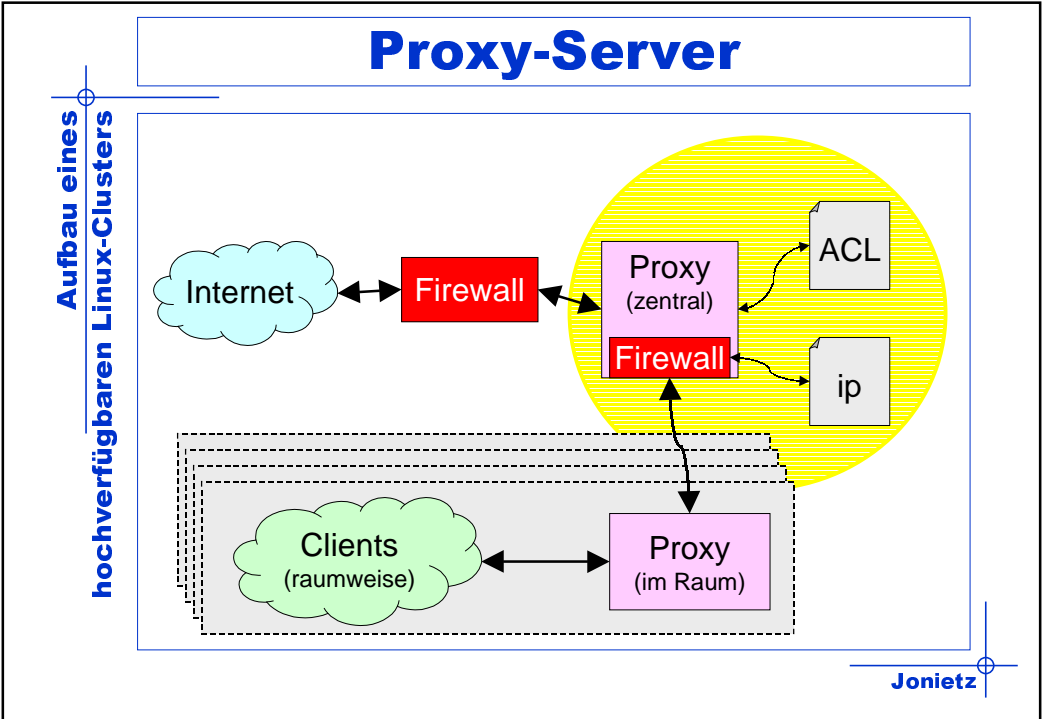 Proxy-Server
Aufbau eines
hochverfügbaren Linux-Clusters
Internet
Firewall
Proxy
(zentral)
Firewall
ACL
ip
Clients
(raumweise)
Proxy
(im Raum)
Jonietz